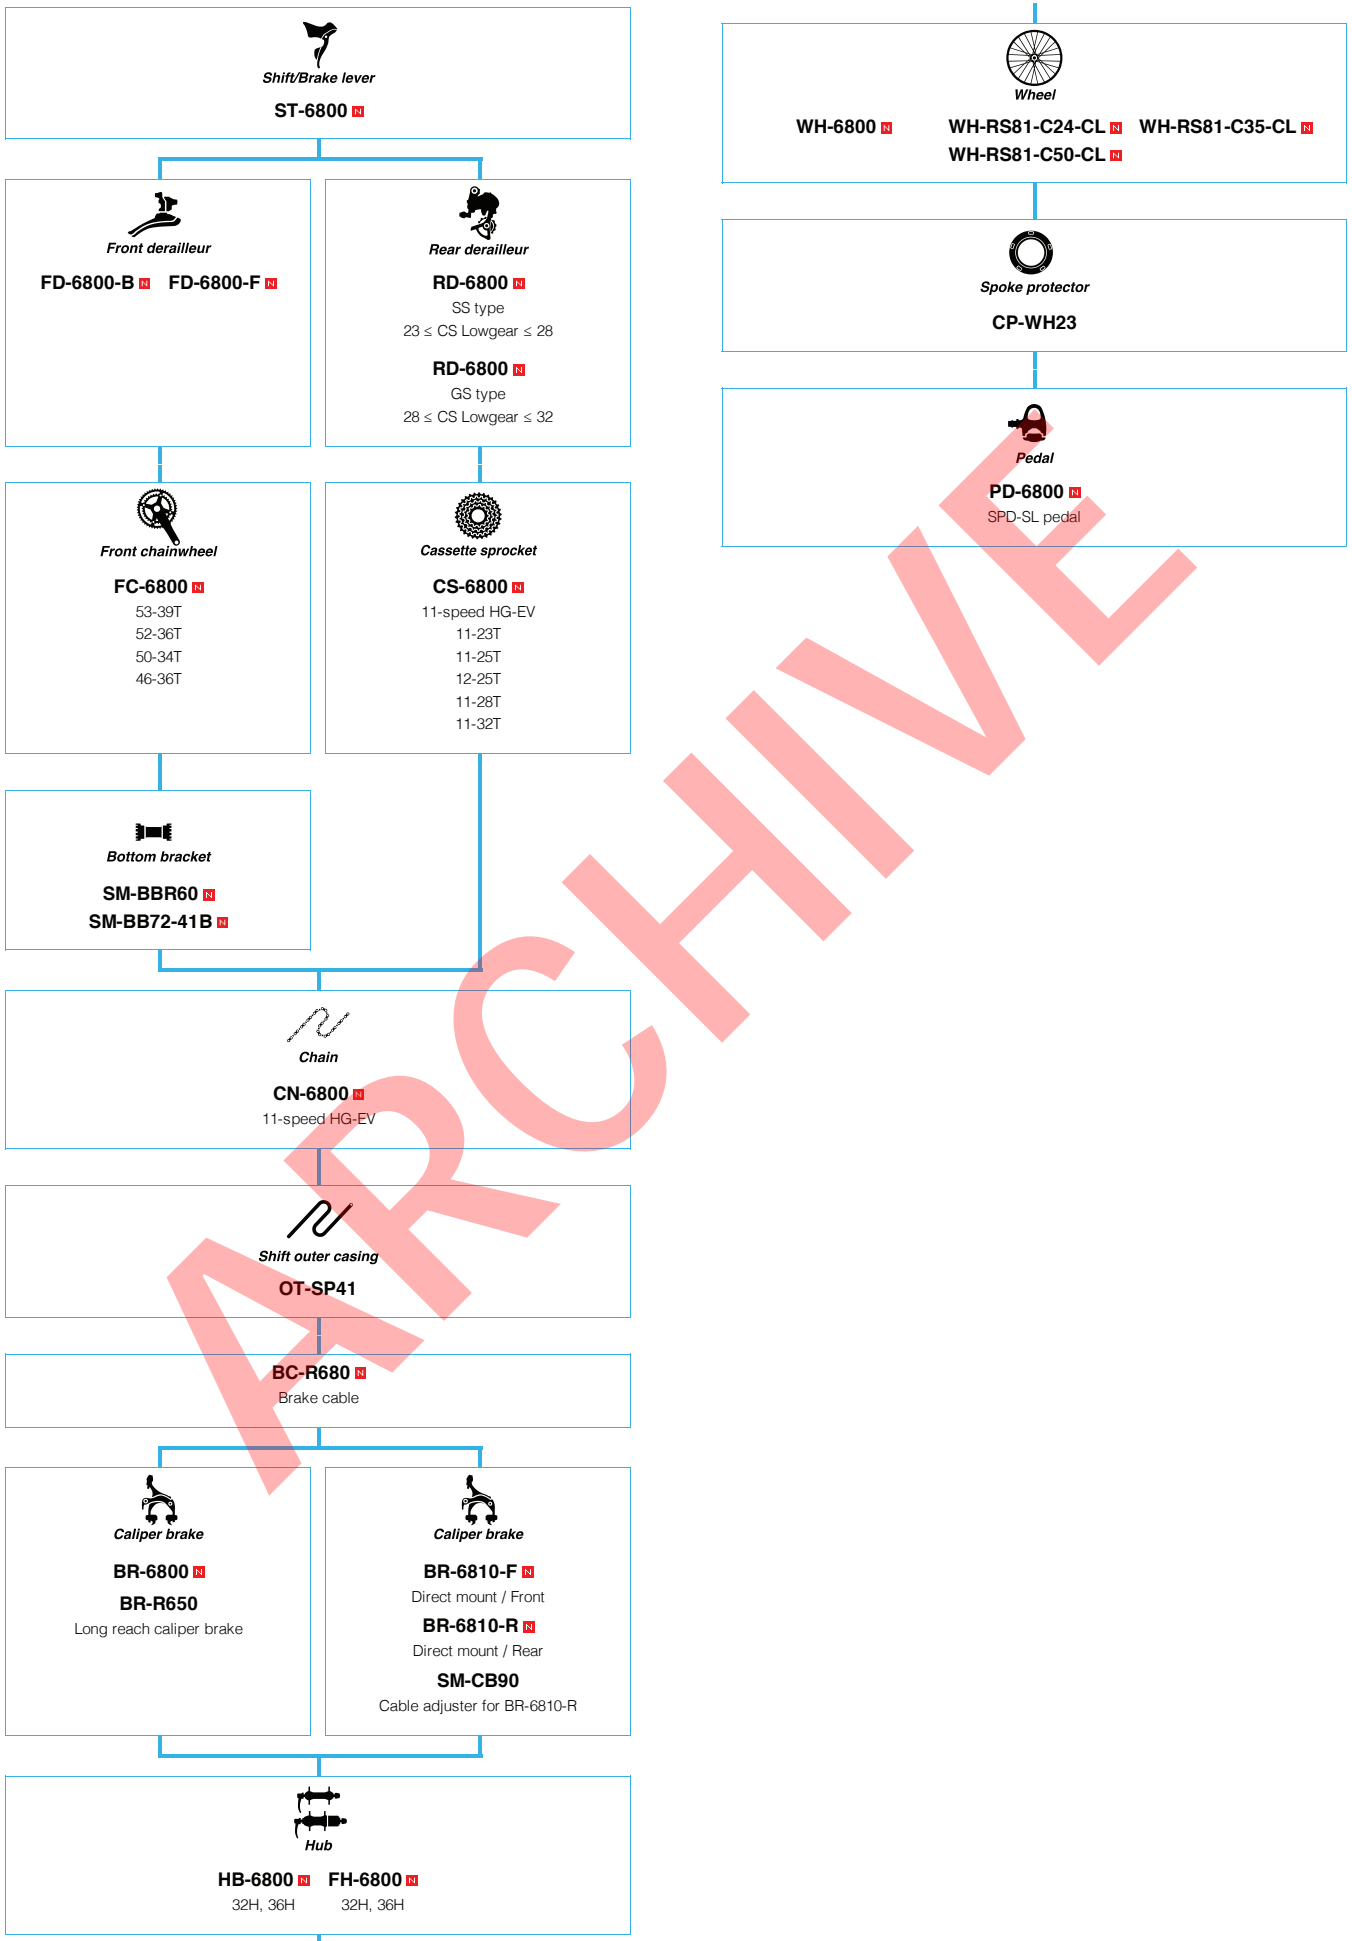 Shift/Brake lever
ST-6800 N
Front derailleur
FD-6800-B N FD-6800-F N
Rear derailleur
RD-6800 N
SS type
23 ≤ CS Lowgear ≤ 28
RD-6800 N
GS type
28 ≤ CS Lowgear ≤ 32
Front chainwheel
FC-6800 N
53-39T
52-36T
50-34T
46-36T
Cassette sprocket
CS-6800 N
11-speed HG-EV
11-23T
11-25T
12-25T
11-28T
11-32T
Bottom bracket
SM-BBR60 N
SM-BB72-41B N
Chain
CN-6800 N
11-speed HG-EV
Shift outer casing
OT-SP41
BC-R680 N
Brake cable
Caliper brake
BR-6800 N
BR-R650
Long reach caliper brake
Caliper brake
BR-6810-F N
Direct mount / Front
BR-6810-R N
Direct mount / Rear
SM-CB90
Cable adjuster for BR-6810-R
Hub
HB-6800 N FH-6800 N
32H, 36H 32H, 36H
Wheel
WH-6800 N WH-RS81-C24-CL N WH-RS81-C35-CL N
WH-RS81-C50-CL N
Spoke protector
CP-WH23
Pedal
PD-6800 N
SPD-SL pedal
ARCHIVE